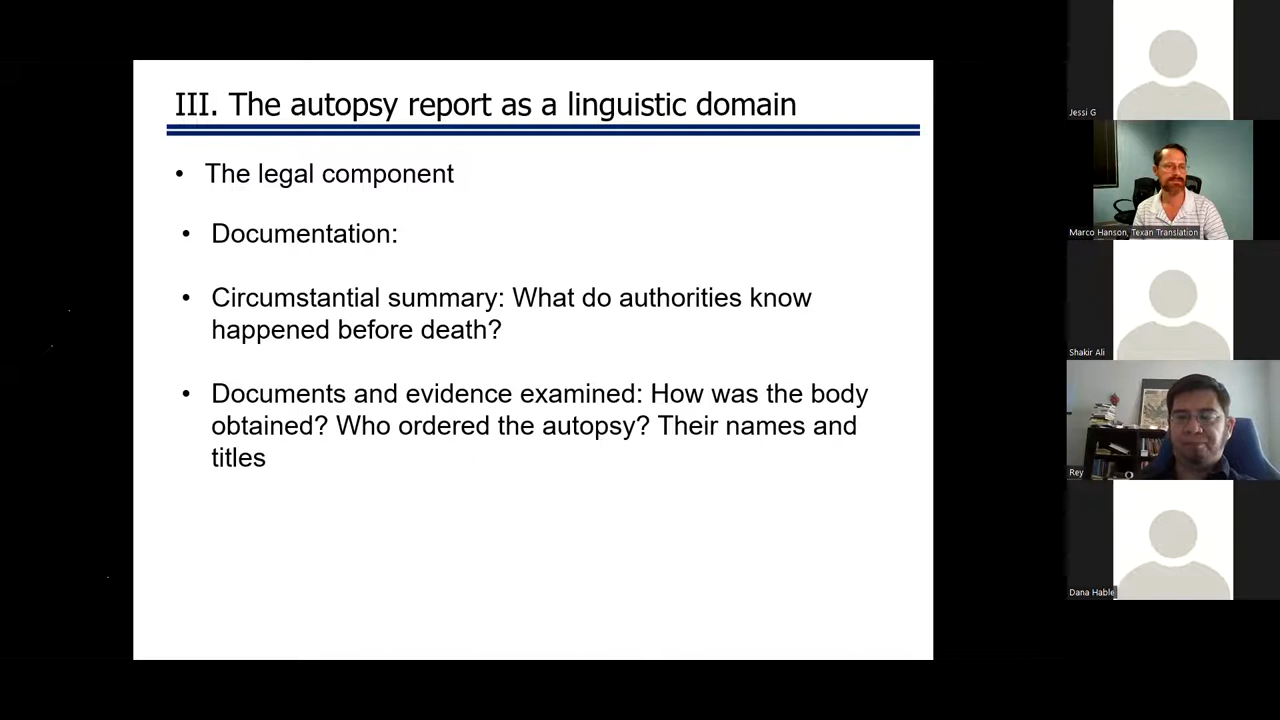 III. The autopsy report as a linguistic domain
• The legal component
• Documentation:
• Circumstantial summary: What do authorities know
happened before death?
• Documents and evidence examined: How was the body
obtained? Who ordered the autopsy? Their names and
titles
Jessi G
Marco Hanson, Texan Translation
Shakir Ali
Rey
Dana Hable